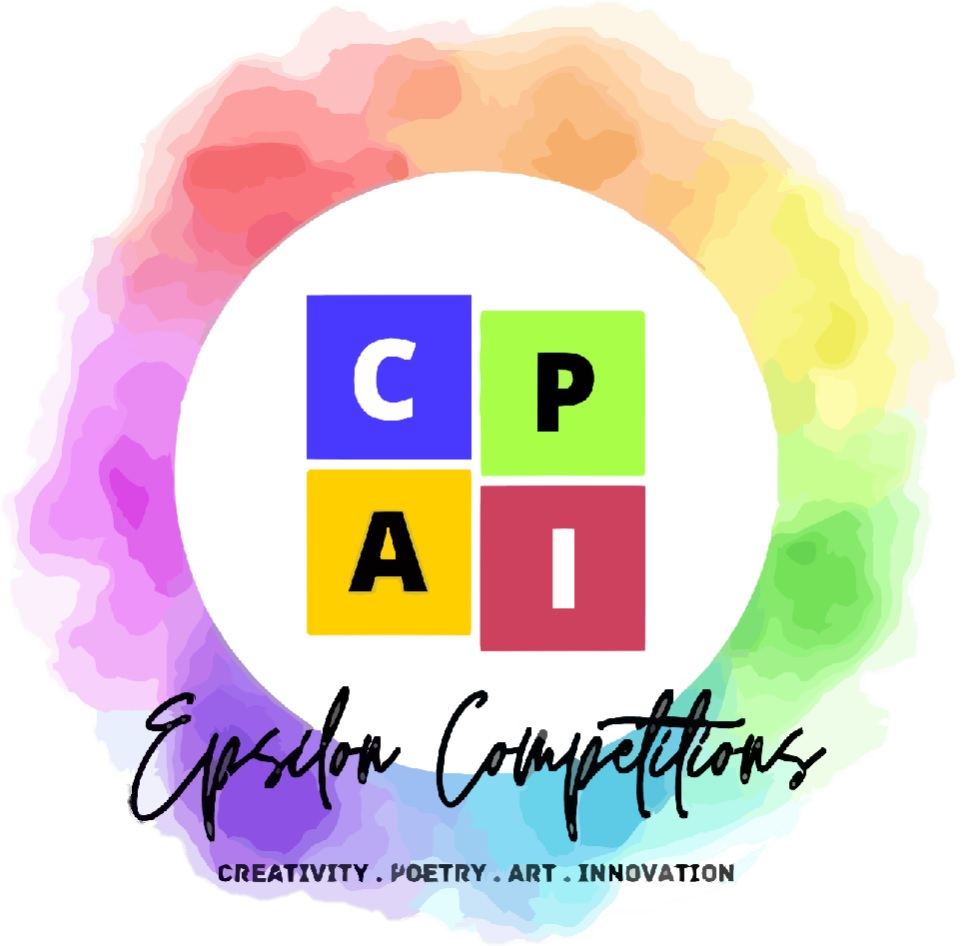 C P
A I
Epsilon Competitions
CREATIVITY . POETRY . ART . INNOVATION